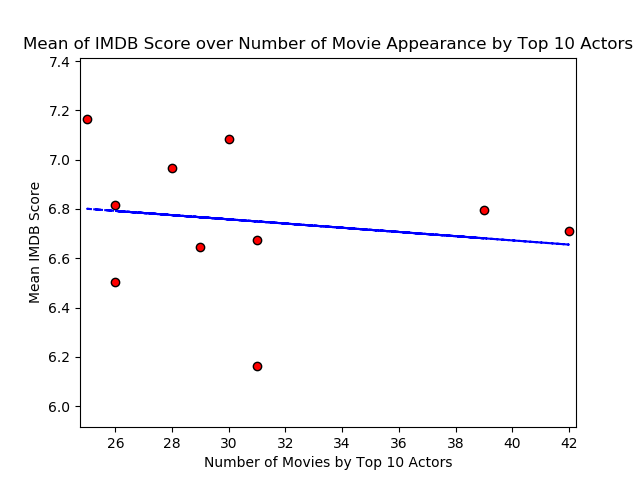 Mean of IMDB Score over Number of Movie Appearance by Top 10 Actors
7.4
7.2
7.0
6.8
6.6
6.4
6.2
6.0
Mean IMDB Score
26 28 30 32 34 36 38 40 42
Number of Movies by Top 10 Actors